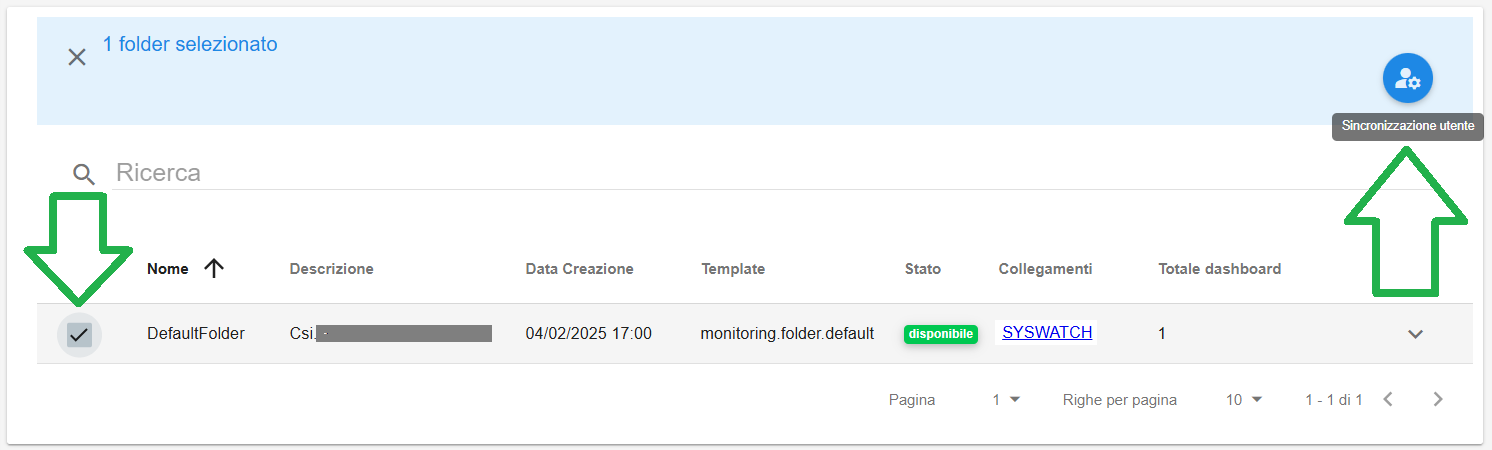 1 folder selezionato
Sincronizzazione utente
Ricerca
Nome Descrizione Data Creazione Template Stato Collegamenti Totale dashboard
DefaultFolder Csi. 04/02/2025 17:00 monitoring.folder.default disponibile SYSWATCH 1
Pagina 1 Righe per pagina 10 1 - 1 di 1